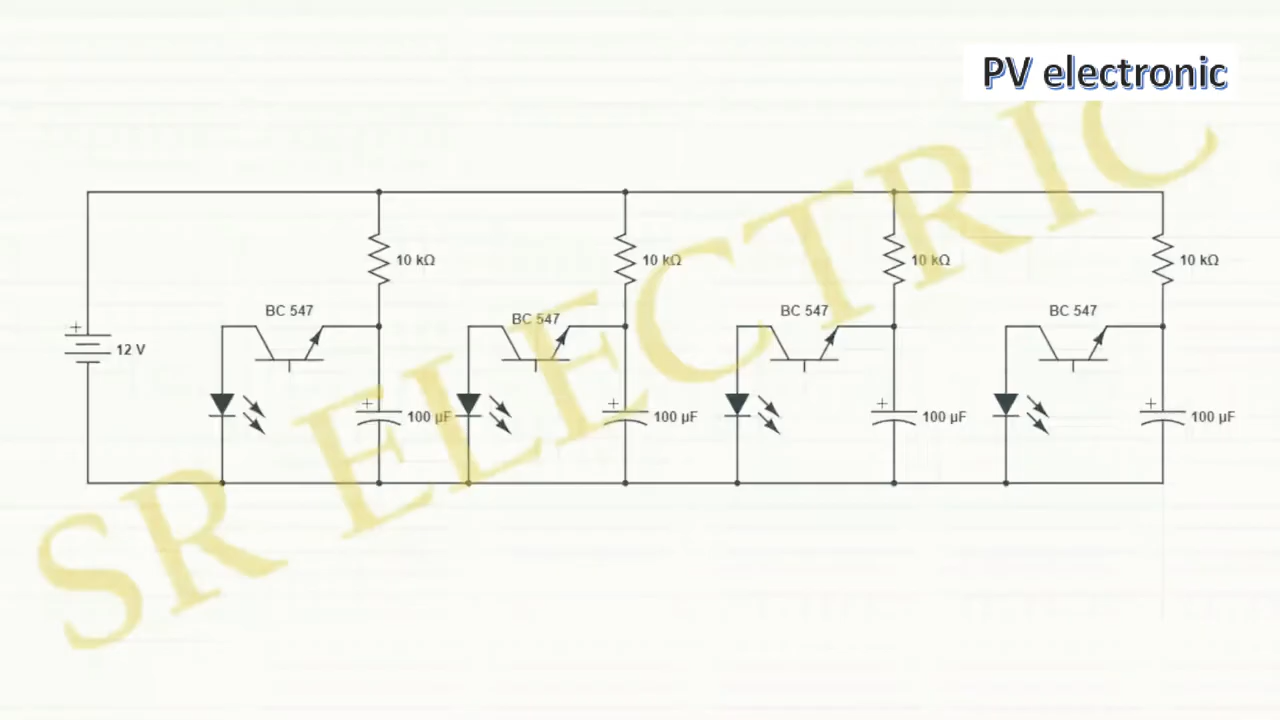 PV electronic
SR ELECTRIC
10 kΩ
10 kΩ
10 kΩ
10 kΩ
BC 547
BC 547
BC 547
BC 547
+
12 V
+
100 µF
+
100 µF
+
100 µF
+
100 µF